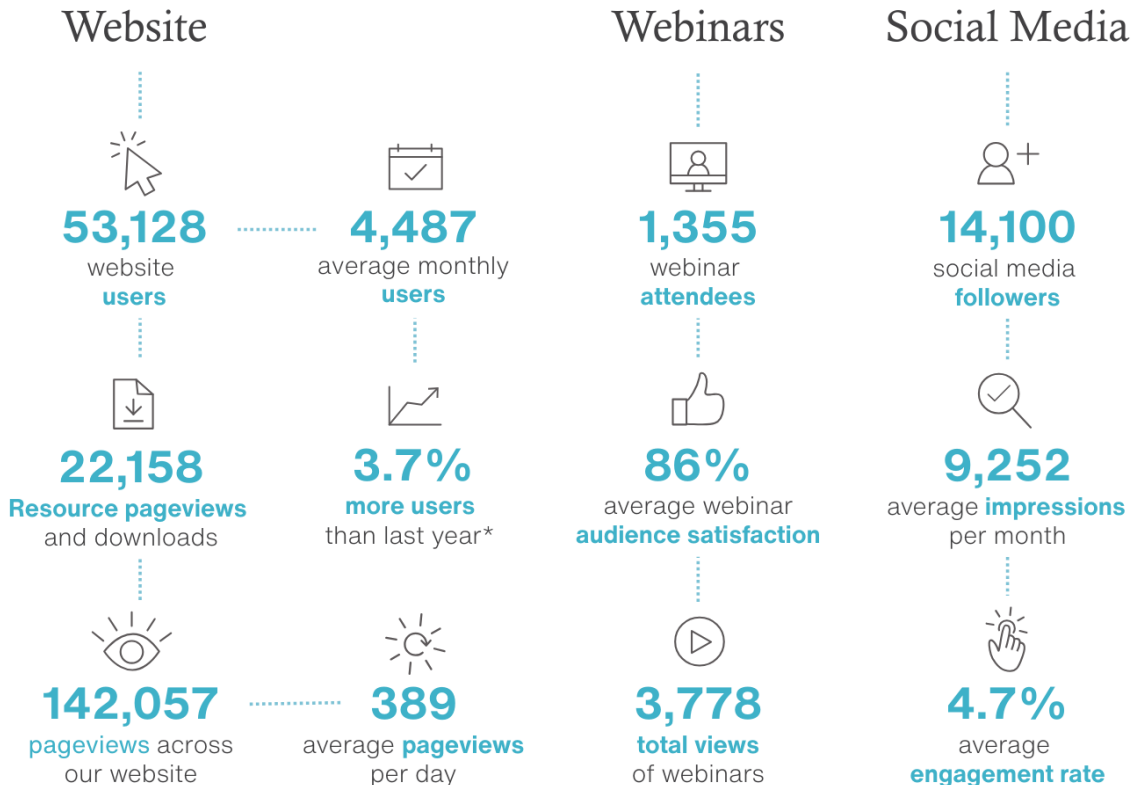 Website
Webinars
Social Media
53,128
website
users
4,487
average monthly
users
1,355
webinar
attendees
14,100
social media
followers
22,158
Resource pageviews
and downloads
3.7%
more users
than last year*
86%
average webinar
audience satisfaction
9,252
average impressions
per month
142,057
pageviews across
our website
389
average pageviews
per day
3,778
total views
of webinars
4.7%
average
engagement rate